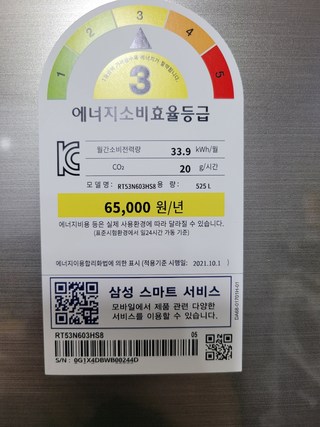 1 2 3 4 5
3
에너지소비효율등급
월간소비전력량 33.9 kWh/월
CO₂ 20 g/시간
모델명: RT53N603HS8 용 량: 525 L
65,000 원/년
에너지비용 등은 실제 사용환경에 따라 달라질 수 있습니다.
(표준시험환경에서 일24시간 가동 기준)
에너지이용합리화법에 의한 표시 (적용기준 시행일: 2021.10.1 )
삼성 스마트 서비스
모바일에서 제품 관련 다양한
서비스를 이용할 수 있습니다.
RT53N603HS8 05
S/N : 0G1X4DBWB00244D